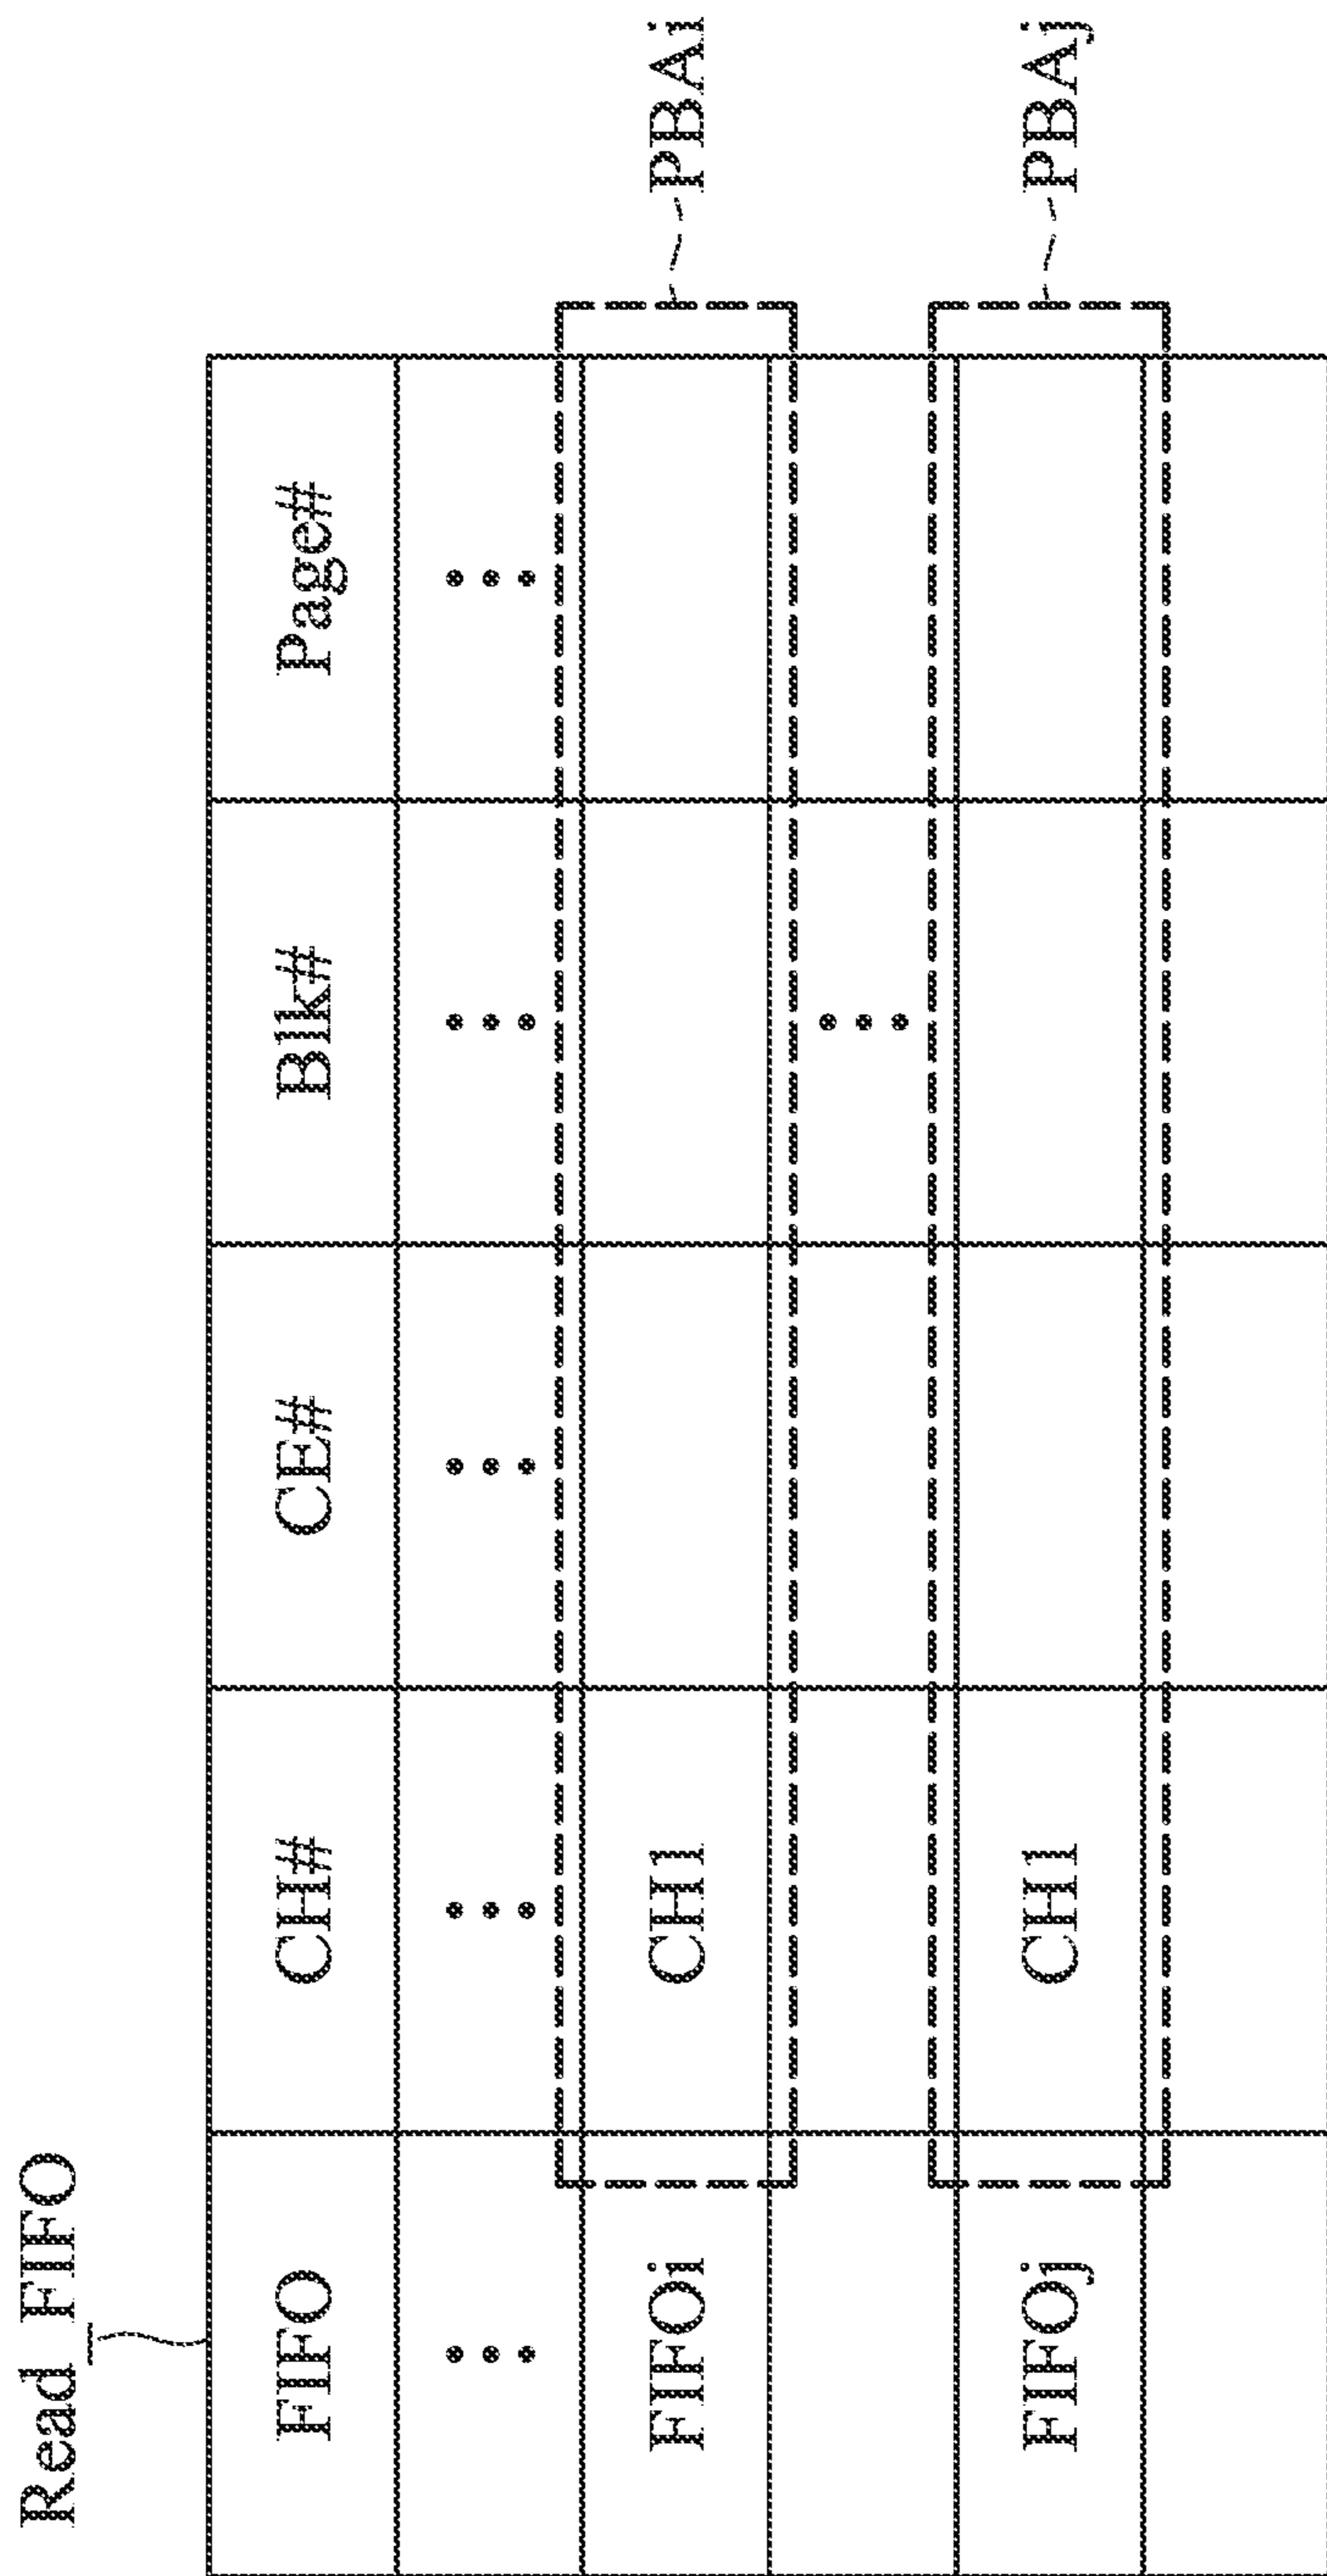 Read_FIFO
FIFO CH# CE# Blk# Page#
FIFOi CH1 PBAi
FIFOj CH1 PBAj